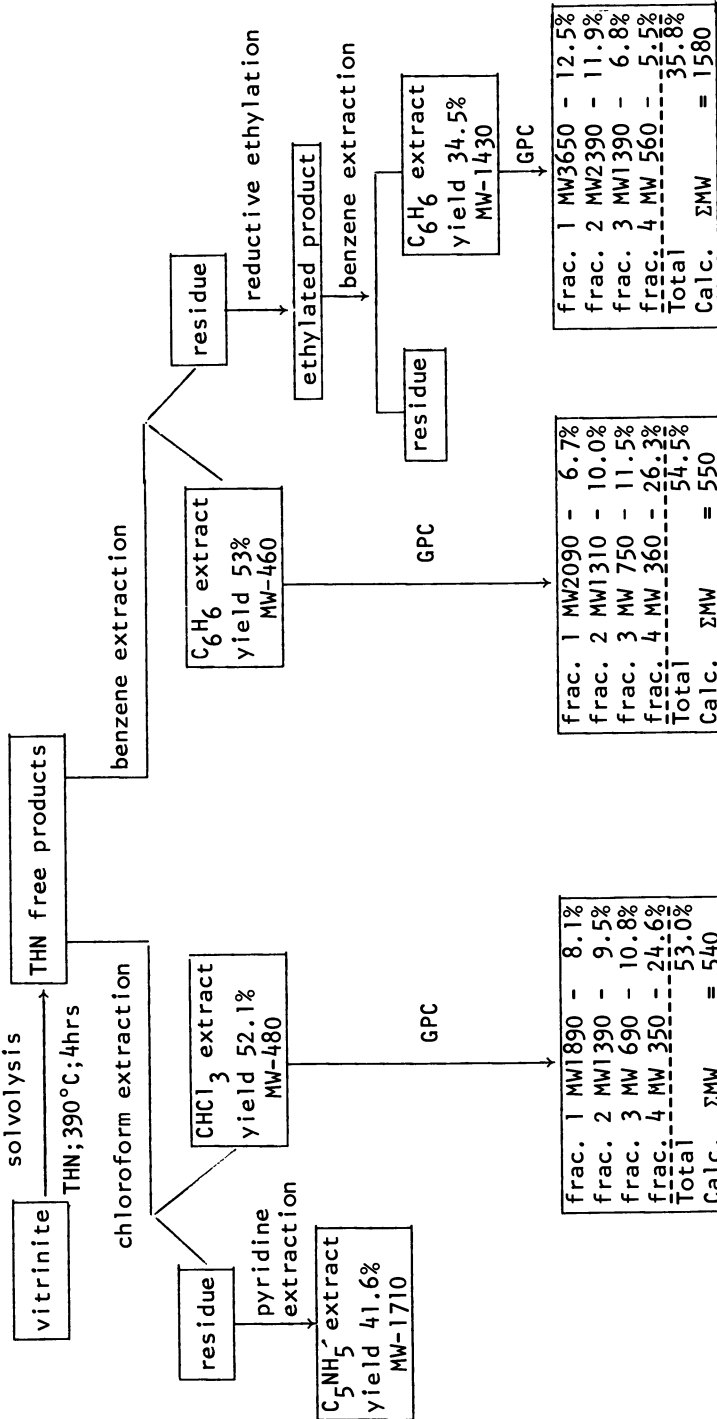 solvolysis
vitrinite
THN free products
THN;390°C;4hrs
chloroform extraction
benzene extraction
residue
CHCl3 extract
yield 52.1%
MW-480
C6H6 extract
yield 53%
MW-460
residue
pyridine
extraction
reductive ethylation
C5NH5´ extract
yield 41.6%
MW-1710
ethylated product
benzene extraction
residue
C6H6 extract
yield 34.5%
MW-1430
GPC
GPC
GPC
frac. 1 MW1890 - 8.1%
frac. 2 MW1390 - 9.5%
frac. 3 MW 690 - 10.8%
frac. 4 MW 350 - 24.6%
Total 53.0%
Calc. ΣMW = 540
frac. 1 MW2090 - 6.7%
frac. 2 MW1310 - 10.0%
frac. 3 MW 750 - 11.5%
frac. 4 MW 360 - 26.3%
Total 54.5%
Calc. ΣMW = 550
frac. 1 MW3650 - 12.5%
frac. 2 MW2390 - 11.9%
frac. 3 MW1390 - 6.8%
frac. 4 MW 560 - 5.5%
Total 35.8%
Calc. ΣMW = 1580